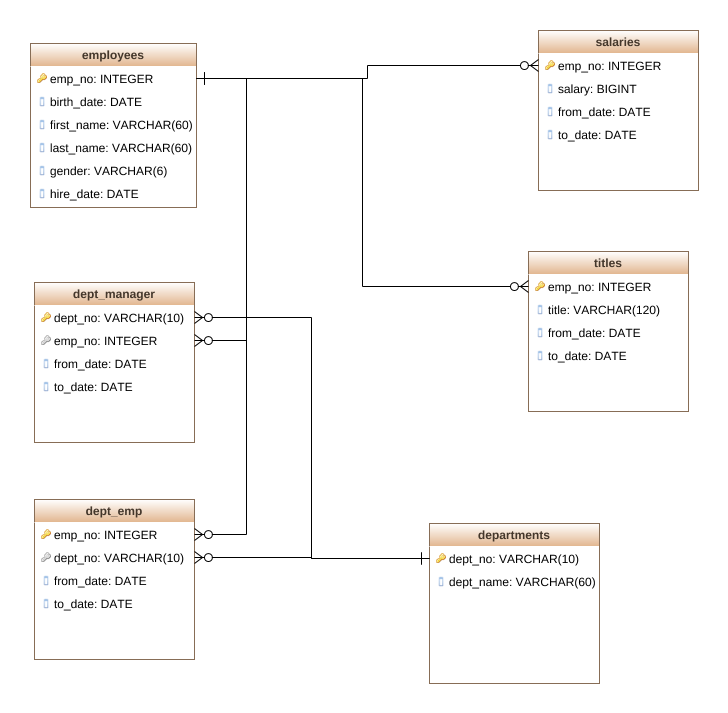 employees
emp_no: INTEGER
birth_date: DATE
first_name: VARCHAR(60)
last_name: VARCHAR(60)
gender: VARCHAR(6)
hire_date: DATE
salaries
emp_no: INTEGER
salary: BIGINT
from_date: DATE
to_date: DATE
titles
emp_no: INTEGER
title: VARCHAR(120)
from_date: DATE
to_date: DATE
dept_manager
dept_no: VARCHAR(10)
emp_no: INTEGER
from_date: DATE
to_date: DATE
dept_emp
emp_no: INTEGER
dept_no: VARCHAR(10)
from_date: DATE
to_date: DATE
departments
dept_no: VARCHAR(10)
dept_name: VARCHAR(60)